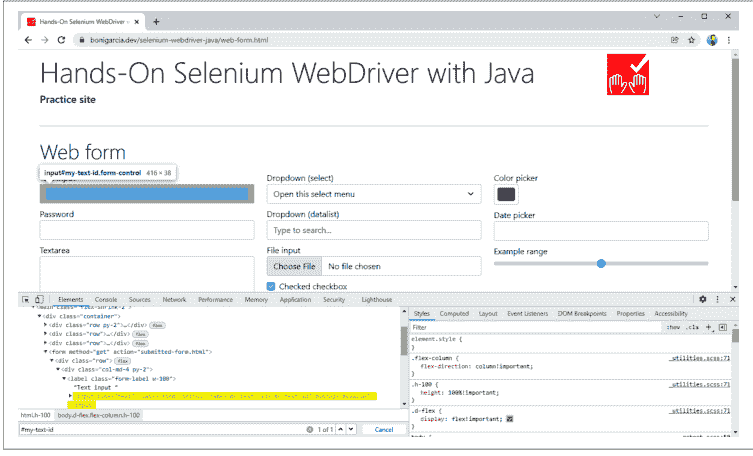 Hands-On Selenium WebDriver
bonigarcia.dev/selenium-webdriver-java/web-form.html
Hands-On Selenium WebDriver with Java
Practice site
Web form
input#my-text-id.form-control 416 × 38
Dropdown (select)
Color picker
Open this select menu
Password
Dropdown (datalist)
Date picker
Type to search...
Textarea
File input
Example range
Choose File No file chosen
Checked checkbox
Elements Console Sources Network Performance Memory Application Security Lighthouse
<main class="flex-shrink-2">
▼<div class="container">
▶<div class="row py-2">…</div> flex
▶<div class="row">…</div> flex
▶<div class="row">…</div> flex
▼<form method="get" action="submitted-form.html">
▼<div class="row"> flex
▼<div class="col-md-4 py-2">
▼<label class="form-label w-100">
"Text input "
html.h-100 body.d-flex.flex-column.h-100
#my-text-id 1 of 1 Cancel
Styles Computed Layout Event Listeners DOM Breakpoints Properties Accessibility
Filter :hov .cls +
element.style {
}
.flex-column { _utilities.scss:71
flex-direction: column!important;
}
.h-100 { _utilities.scss:71
height: 100%!important;
}
.d-flex { _utilities.scss:71
display: flex!important;
}